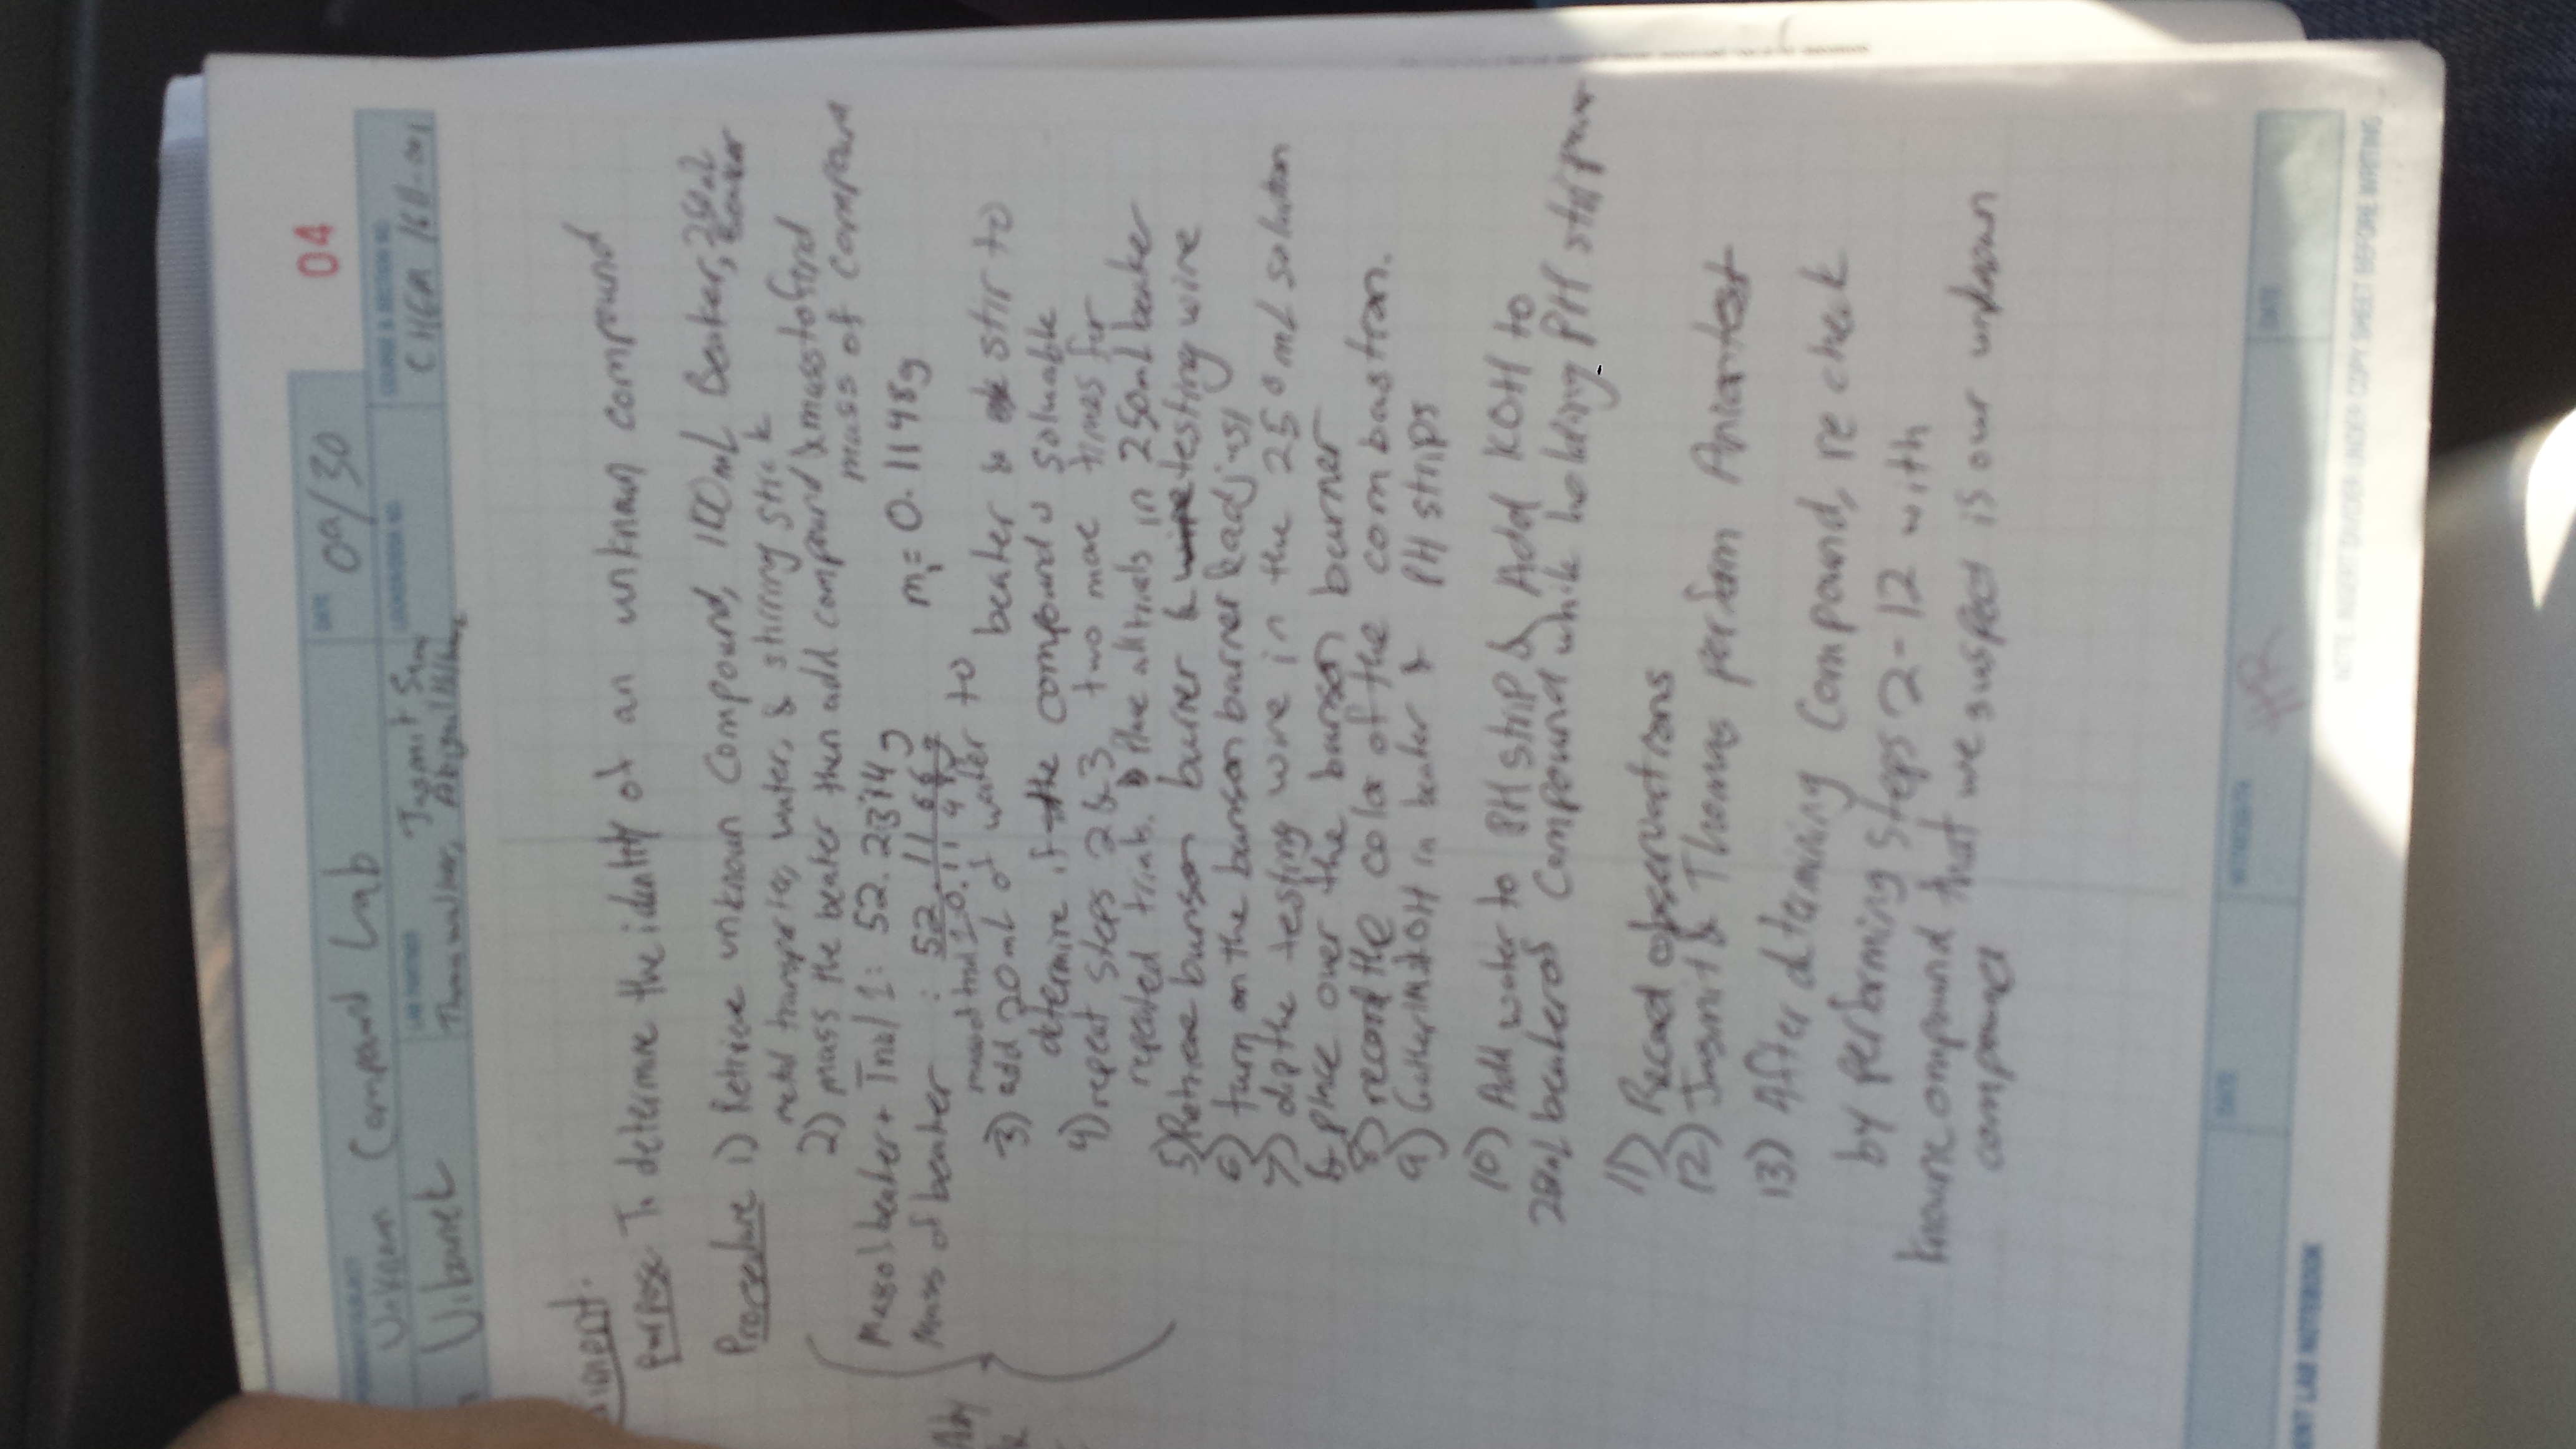 04
DATE 09/30
Unknown Compound Lab
COURSE & SECTION NO.
LAB PARTNER Jasmit
LOCKER/DESK NO.
CHEM 1611-001
Thomas Abigail
iment:
Purpose: To determine the identity of an unknown compound
Procedure 1) Retrieve unknown Compound, 100mL Beaker, 250mL Beaker
metal transporter, water, & stirring stick
2) mass the beaker then add compound & mass to find
mass of compound
Mass of beaker + Trial 1: 52.2314g
Mass of beaker : 52.1166g
m₁= 0.1148g
mass of trial 1 0.1148g
3) add 20mL of water to
beaker & stir to
determine if the compound is soluable
4) repeat steps 2 & 3 two more times for
repeated trials. Place all trials in 250mL beaker
5) Retrieve bunson burner & wire testing wire
6) turn on the bunson burner & adjust
7) dip the testing wire in the 250mL solution
& place over the bunson burner
8) record the color of the combustion.
9) Gather 1M KOH in beaker & PH strips
10) Add water to PH strip & Add KOH to
250mL beaker of Compound while holding PH strip over
11) Record observations
12) Jasmit & Thomas perform Anion test
13) After determining Compound, re check
by performing steps 2-12 with
known compound that we suspect is our unknown
compound
DATE
WITNESS/TA
HR
DATE
ENT LAB NOTEBOOK
NOTE: INSERT DIVIDER UNDER COPY SHEET BEFORE WRITING